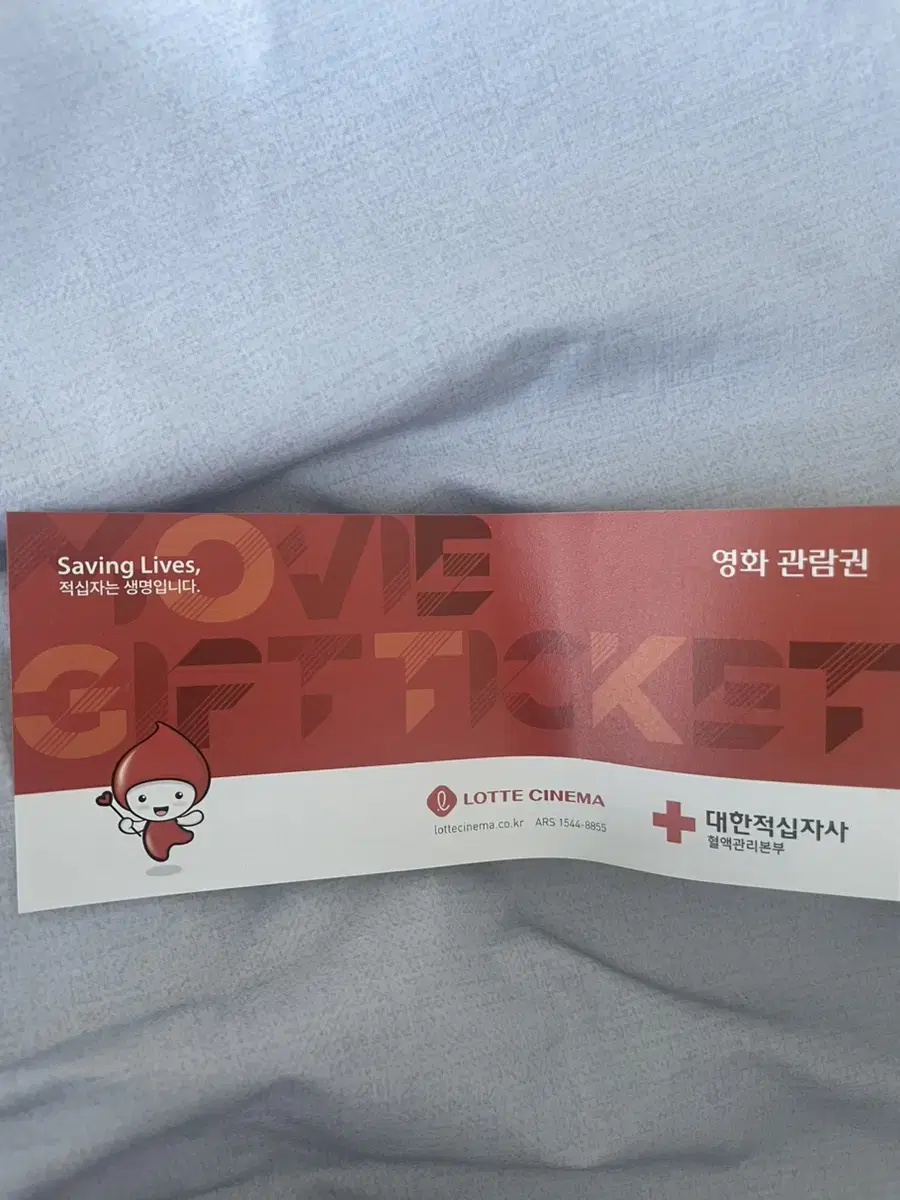 Saving Lives,
적십자는 생명입니다.
영화 관람권
MOVIE
GIFT TICKET
LOTTE CINEMA
lottecinema.co.kr ARS 1544-8855
대한적십자사
혈액관리본부